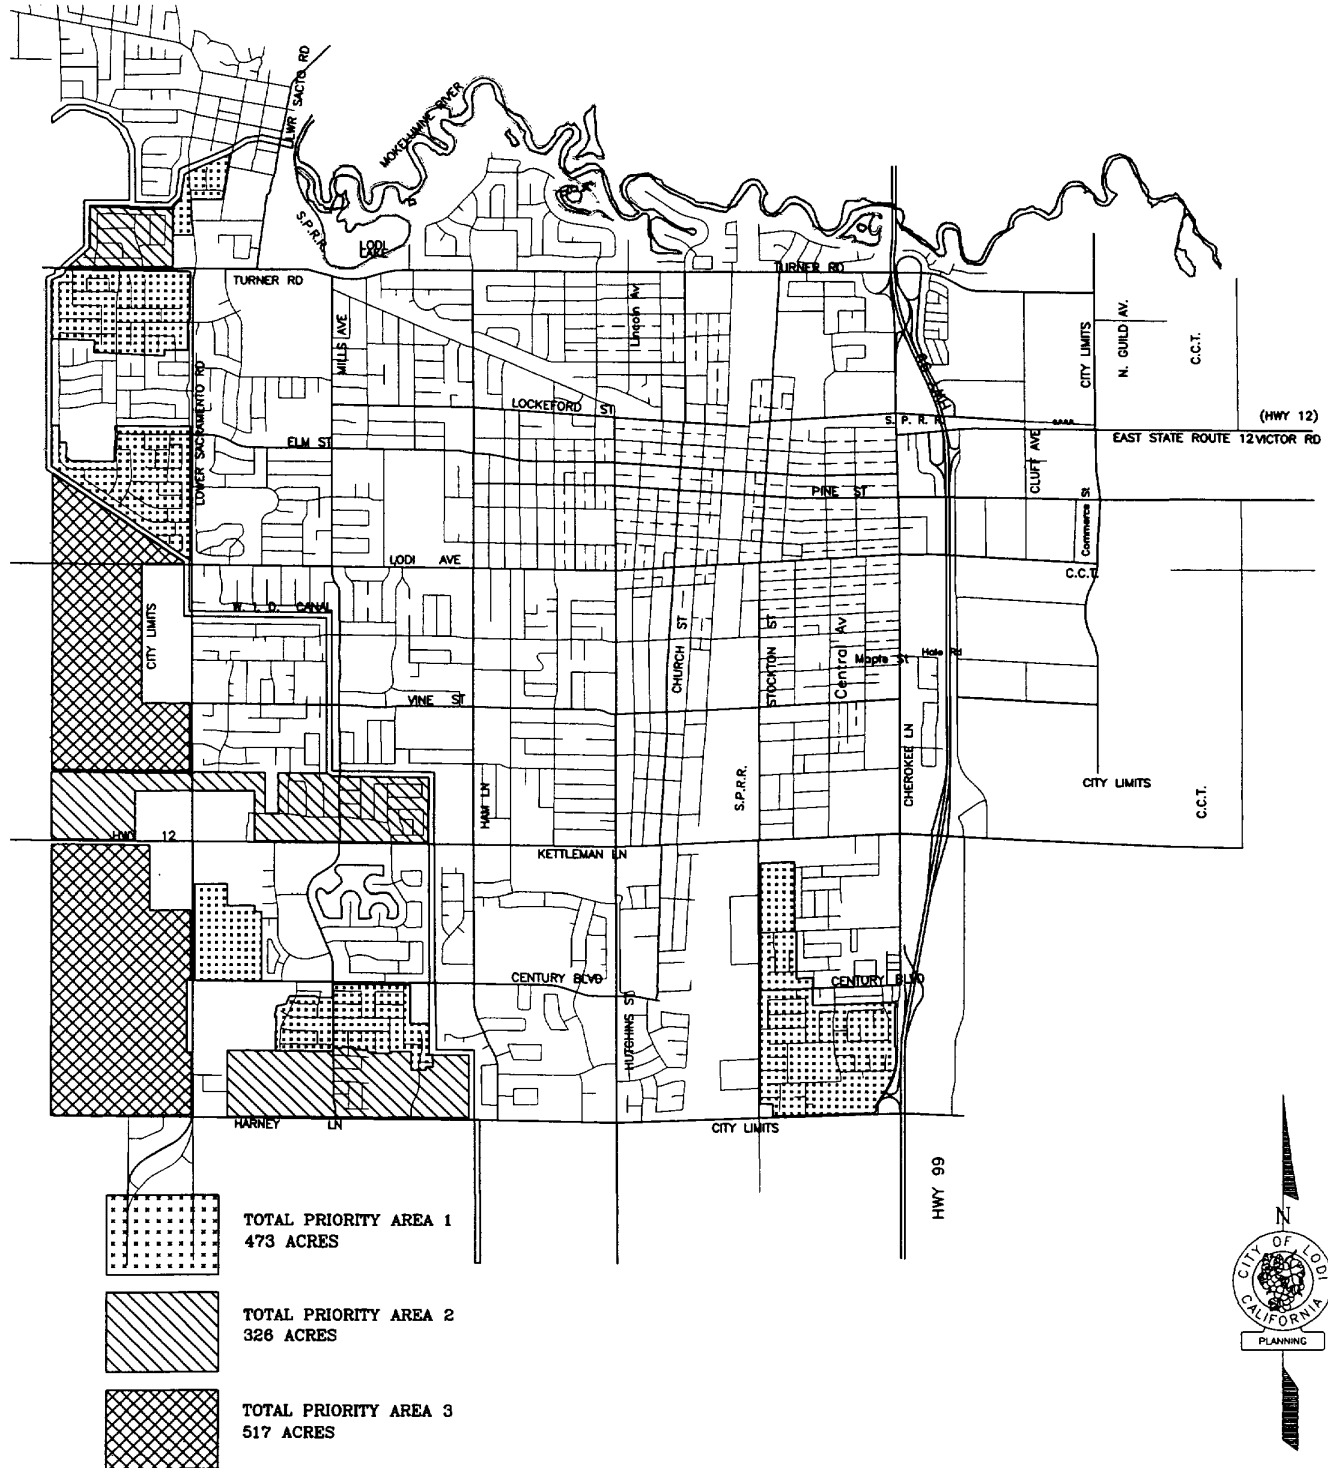 LWR SACTO RD
MOKELUMNE RIVER
S.P.R.R.
LODI
LAKE
TURNER RD
TURNER RD
MILLS AVE
Lincoln Av
HWY 99
CITY LIMITS
N. GUILD AV.
C.C.T.
LOWER SACRAMENTO RD
LOCKEFORD ST
S. P. R. R.
(HWY 12)
EAST STATE ROUTE 12 VICTOR RD
ELM ST
CLUFT AVE
PINE ST
Commerce St
LODI AVE
C.C.T.
W. I. D. CANAL
CITY LIMITS
CHURCH ST
STOCKTON ST
Central Av
Maple St
Hale Rd
VINE ST
CHEROKEE LN
HAM LN
S.P.R.R.
CITY LIMITS
C.C.T.
HWY 12
KETTLEMAN LN
CENTURY BLVD
CENTURY BLVD
HUTCHINS ST
HARNEY LN
CITY LIMITS
HWY 99
TOTAL PRIORITY AREA 1
473 ACRES
TOTAL PRIORITY AREA 2
326 ACRES
TOTAL PRIORITY AREA 3
517 ACRES
N
CITY OF LODI
CALIFORNIA
PLANNING